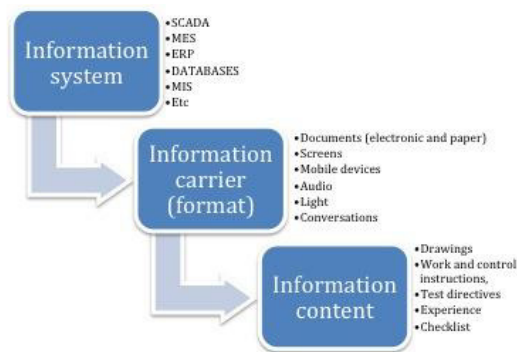 Information
system
•SCADA
•MES
•ERP
•DATABASES
•MIS
•Etc
Information
carrier
(format)
•Documents (electronic and paper)
•Screens
•Mobile devices
•Audio
•Light
•Conversations
Information
content
•Drawings
•Work and control
instructions,
•Test directives
•Experience
•Checklist